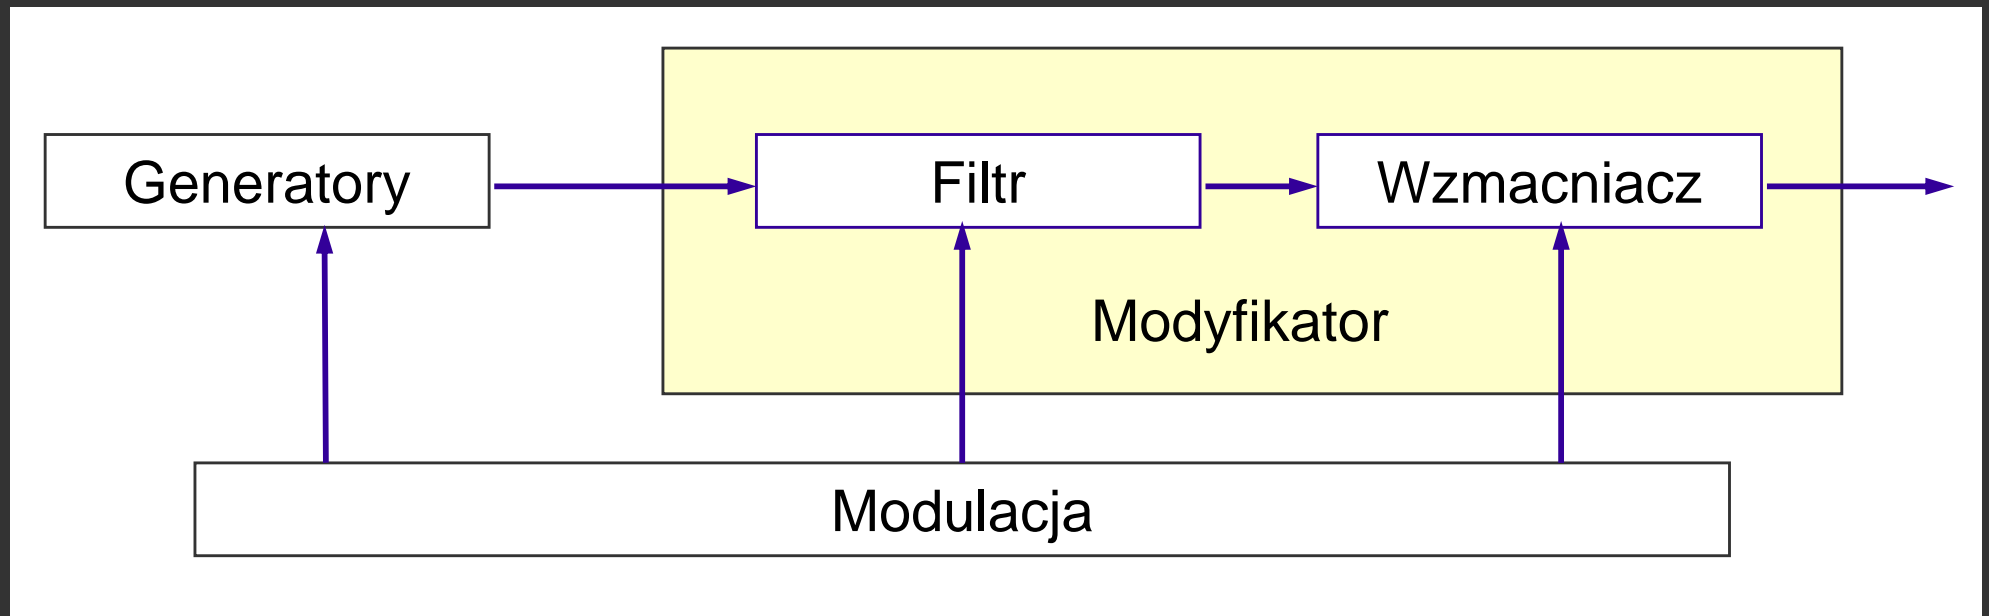 Generatory
Filtr
Wzmacniacz
Modyfikator
Modulacja